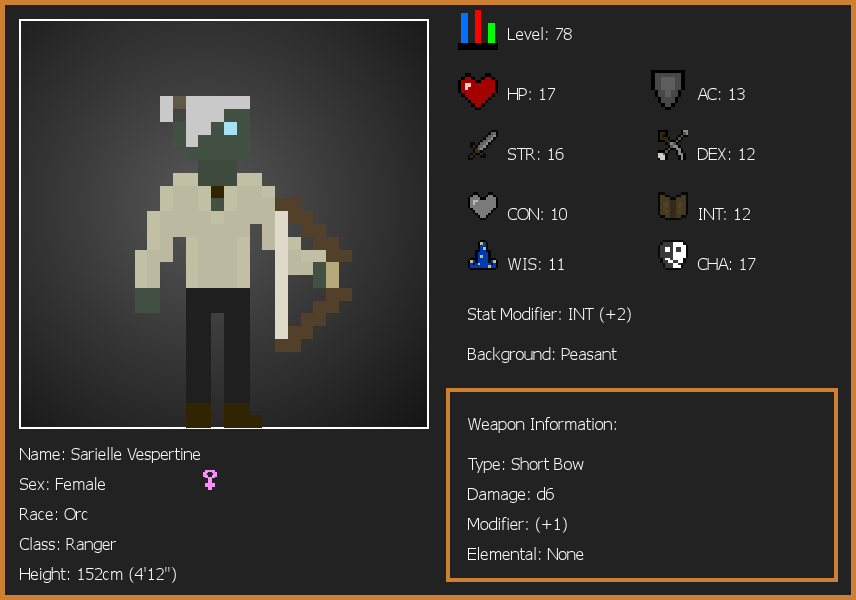 Level: 78
HP: 17
AC: 13
STR: 16
DEX: 12
CON: 10
INT: 12
WIS: 11
CHA: 17
Stat Modifier: INT (+2)
Background: Peasant
Weapon Information:
Type: Short Bow
Damage: d6
Modifier: (+1)
Elemental: None
Name: Sarielle Vespertine
Sex: Female
Race: Orc
Class: Ranger
Height: 152cm (4'12")